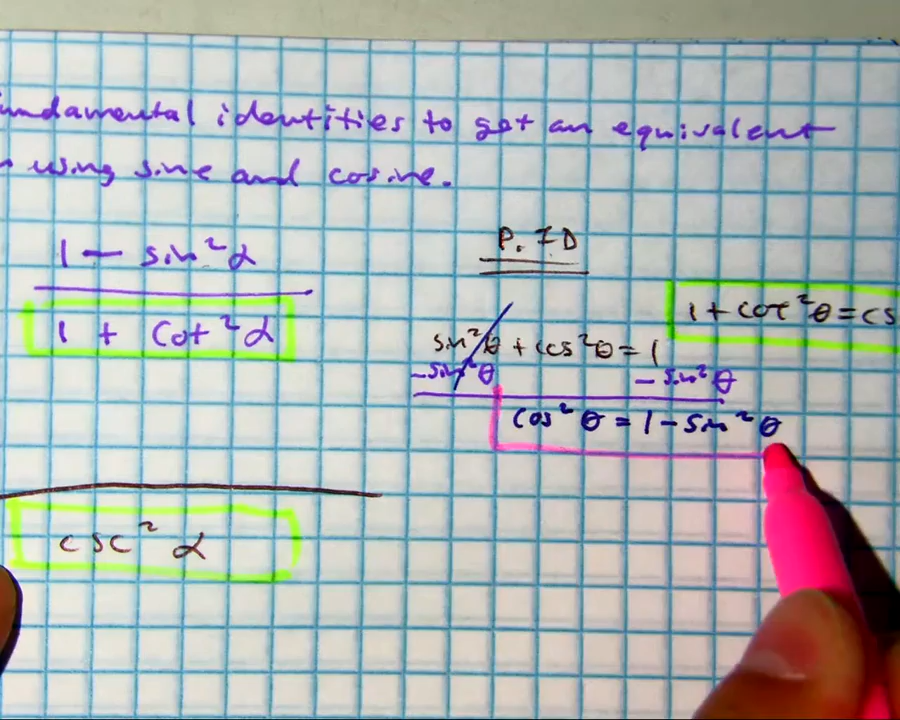 undamental identities to get an equivalent
n using sine and cosine.
1 - sin²α
1 + Cot²α
csc²α
P. ID
1 + cot²θ = cs
sin²θ + cos²θ = 1
- sin²θ - sin²θ
cos²θ = 1 - sin²θ